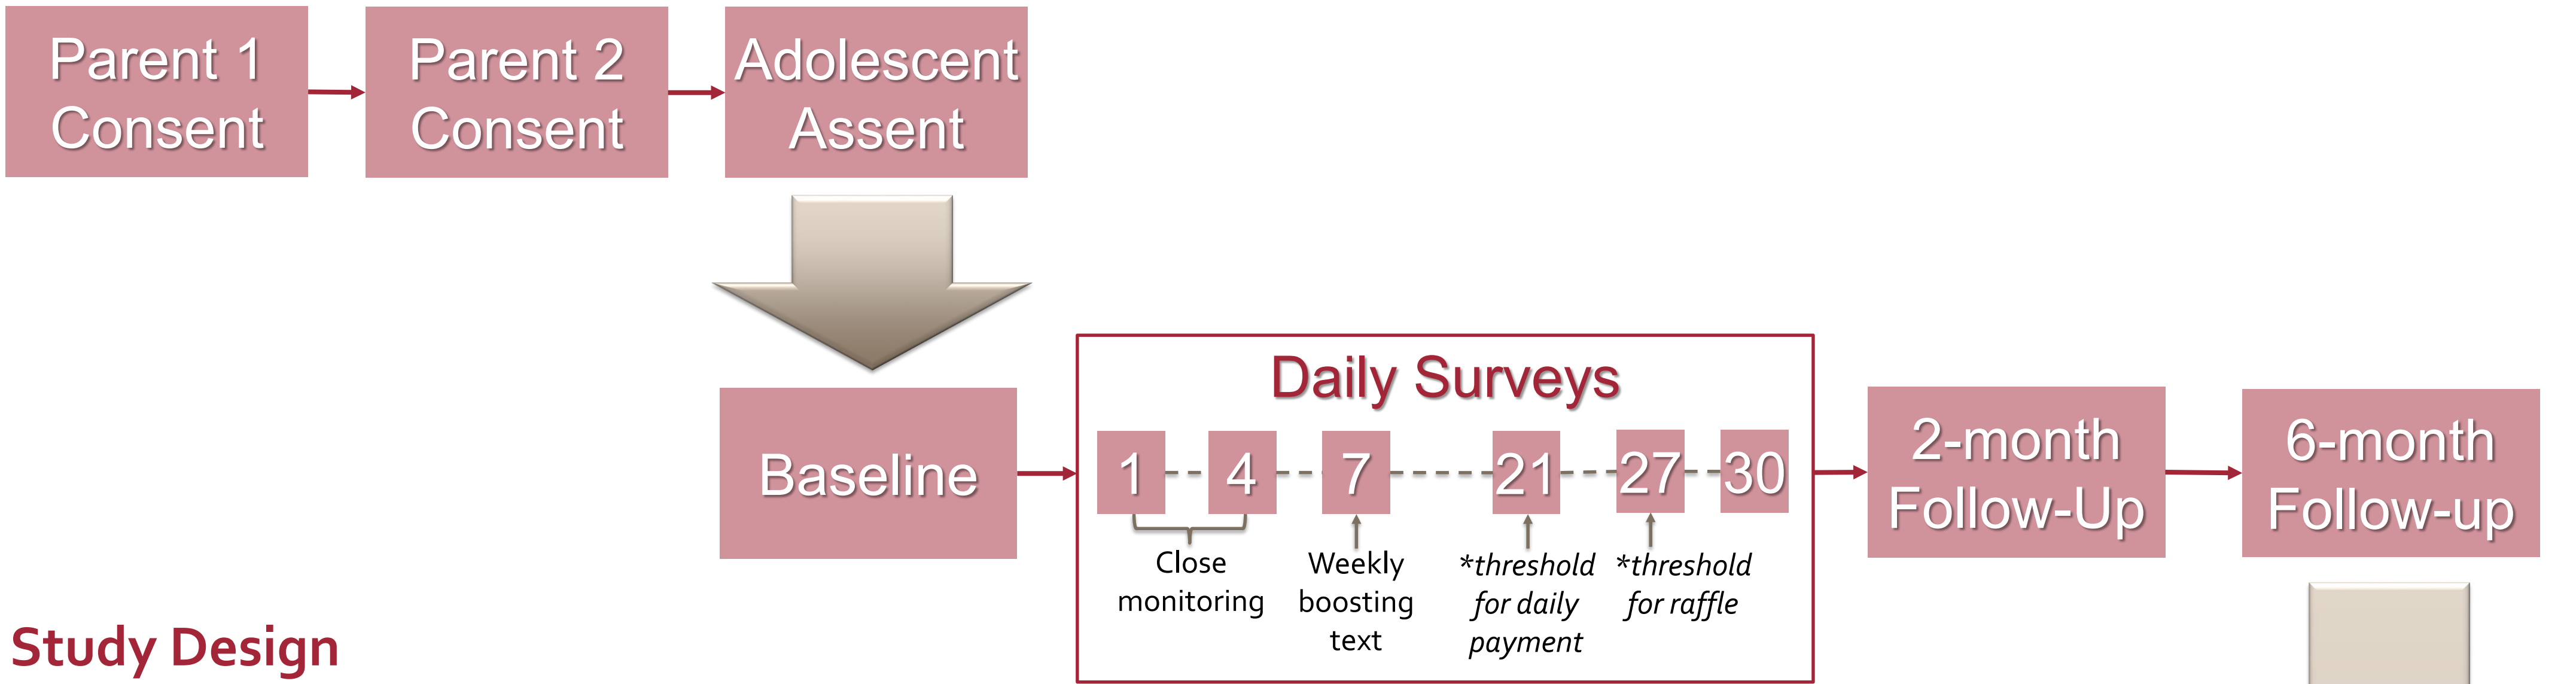 Parent 1
Consent
Parent 2
Consent
Adolescent
Assent
Baseline
Daily Surveys
1
4
7
21
27
30
Close
monitoring
Weekly
boosting
text
*threshold
for daily
payment
*threshold
for raffle
2-month
Follow-Up
6-month
Follow-up
Study Design